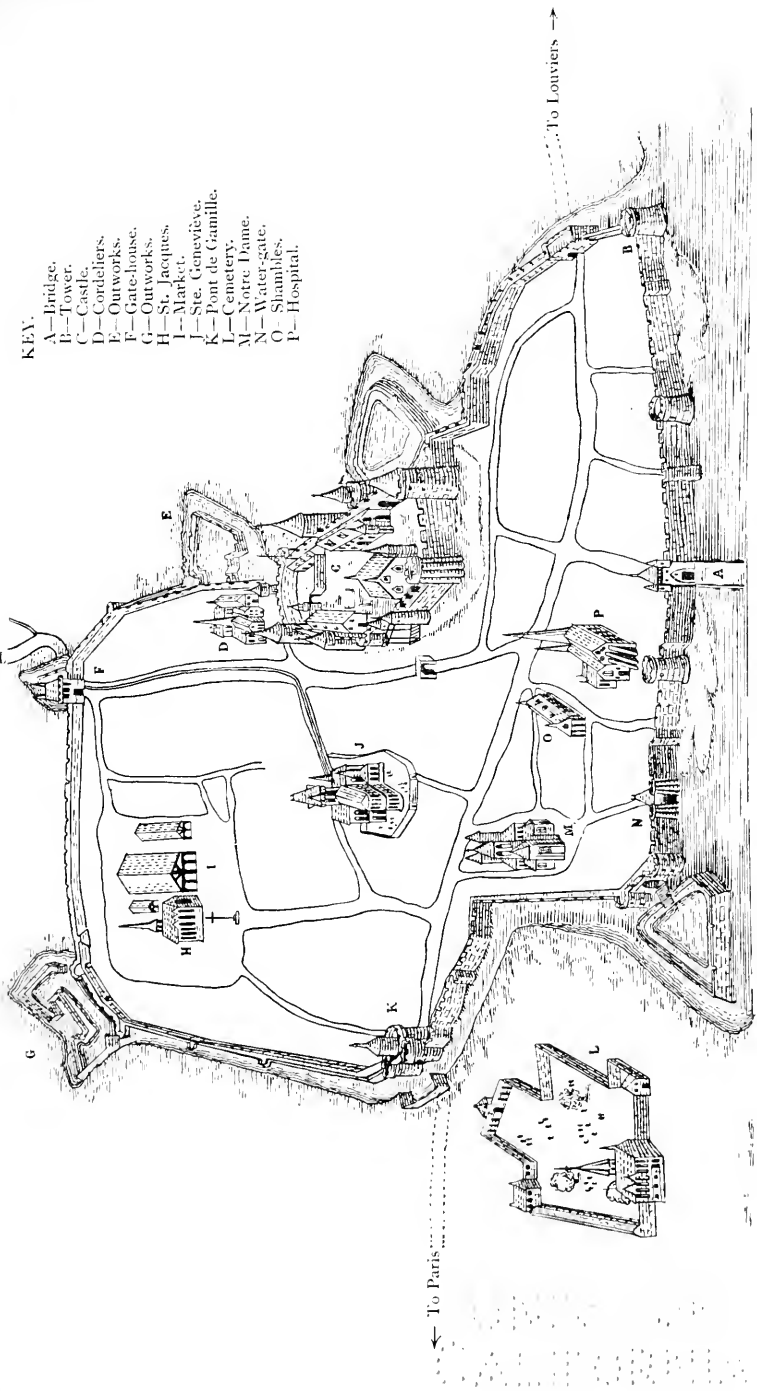 KEY.
A—Bridge.
B—Tower.
C—Castle.
D—Cordeliers.
E—Outworks.
F—Gate-house.
G—Outworks.
H—St. Jacques.
I—Market.
J—Ste. Geneviève.
K—Pont de Gamille.
L—Cemetery.
M—Notre Dame.
N—Water-gate.
O—Shambles.
P—Hospital.
G
F
E
D
C
H
I
J
K
M
O
P
N
A
B
L
← To Paris
To Louviers →